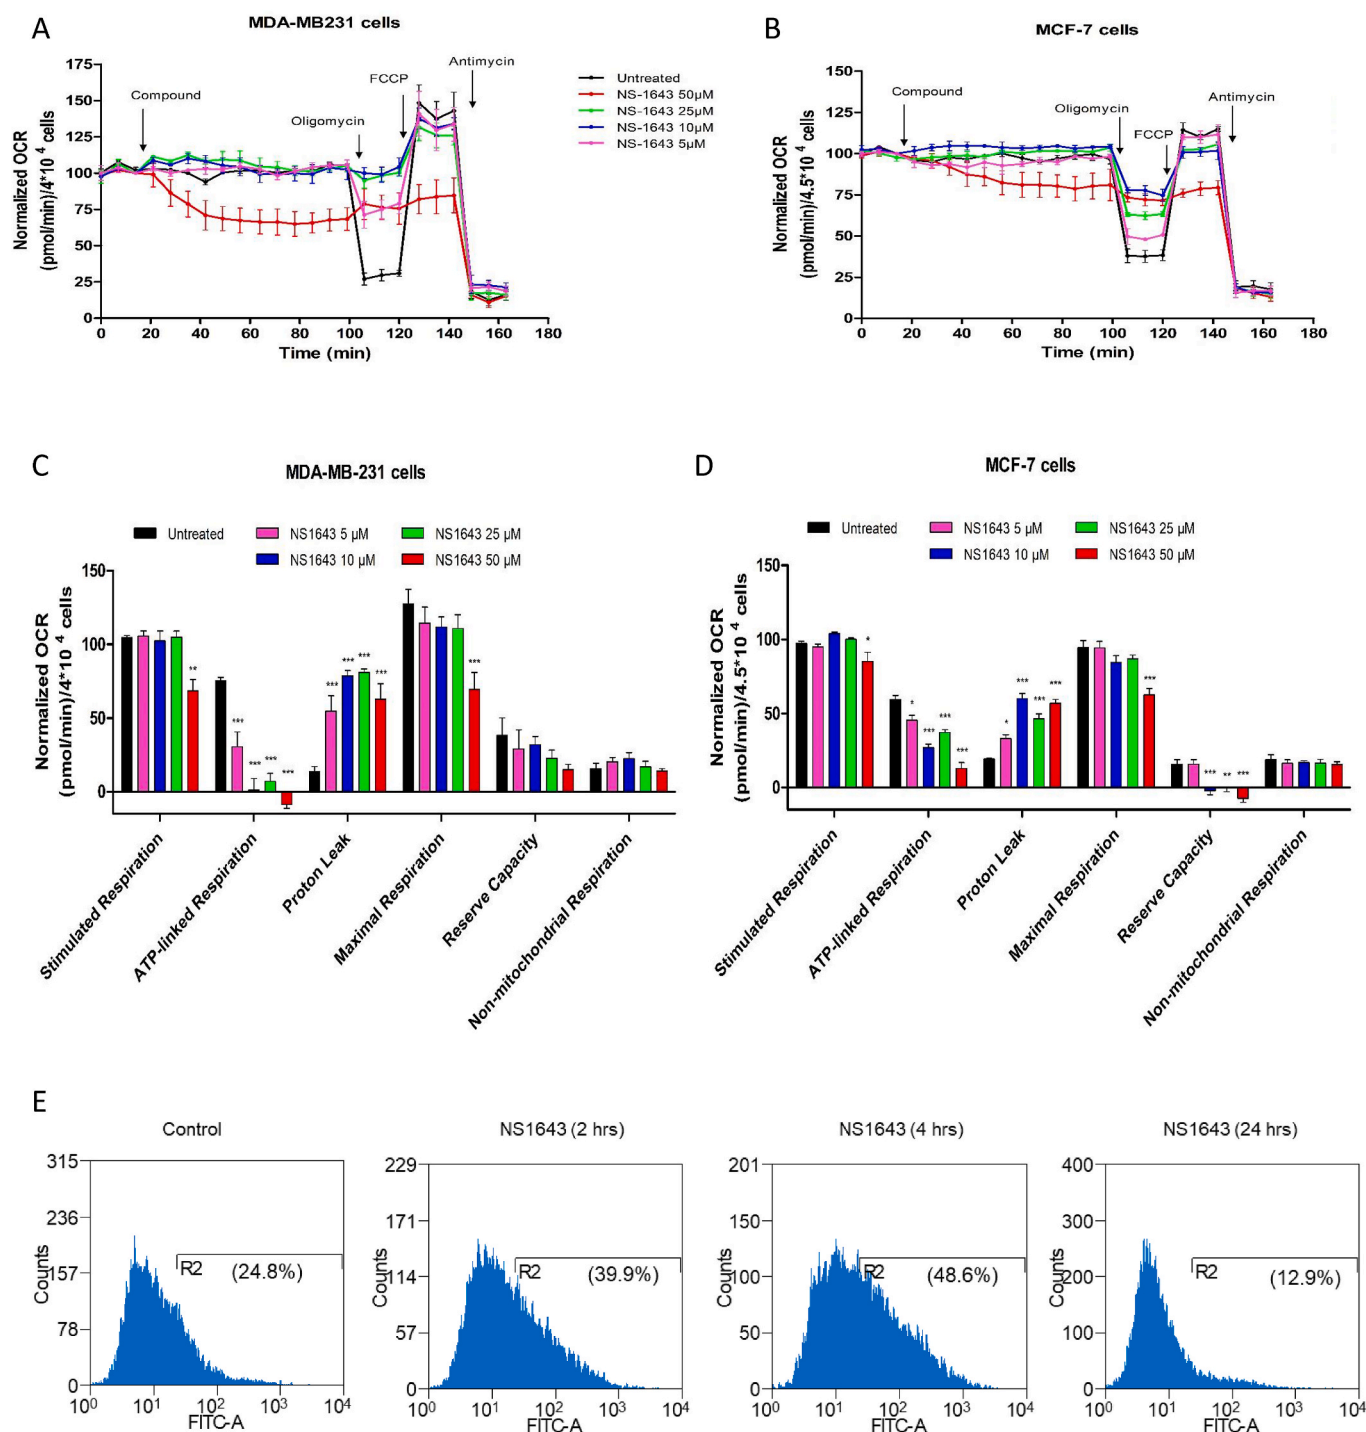 A
MDA-MB231 cells
Normalized OCR
(pmol/min)/4*10 4 cells
175
150
125
100
75
50
25
0
Compound
Oligomycin
FCCP
Antimycin
0 20 40 60 80 100 120 140 160 180
Time (min)
Untreated
NS-1643 50µM
NS-1643 25µM
NS-1643 10µM
NS-1643 5µM
B
MCF-7 cells
Normalized OCR
(pmol/min)/4.5*10 4 cells
150
125
100
75
50
25
0
Compound
Oligomycin
FCCP
Antimycin
0 20 40 60 80 100 120 140 160 180
Time (min)
C
MDA-MB-231 cells
Untreated
NS1643 5 µM
NS1643 25 µM
NS1643 10 µM
NS1643 50 µM
Normalized OCR
(pmol/min)/4*10 4 cells
150
100
50
0
**
***
***
***
***
***
***
***
***
***
Stimulated Respiration
ATP-linked Respiration
Proton Leak
Maximal Respiration
Reserve Capacity
Non-mitochondrial Respiration
D
MCF-7 cells
Untreated
NS1643 5 µM
NS1643 25 µM
NS1643 10 µM
NS1643 50 µM
Normalized OCR
(pmol/min)/4.5*10 4 cells
150
100
50
0
*
*
***
***
***
*
***
***
***
***
***
**
***
Stimulated Respiration
ATP-linked Respiration
Proton Leak
Maximal Respiration
Reserve Capacity
Non-mitochondrial Respiration
E
Control
Counts
315
236
157
78
0
R2 (24.8%)
100 101 102 103 104
FITC-A
NS1643 (2 hrs)
Counts
229
171
114
57
0
R2 (39.9%)
100 101 102 103 104
FITC-A
NS1643 (4 hrs)
Counts
201
150
100
50
0
R2 (48.6%)
100 101 102 103 104
FITC-A
NS1643 (24 hrs)
Counts
400
300
200
100
0
R2 (12.9%)
100 101 102 103 104
FITC-A